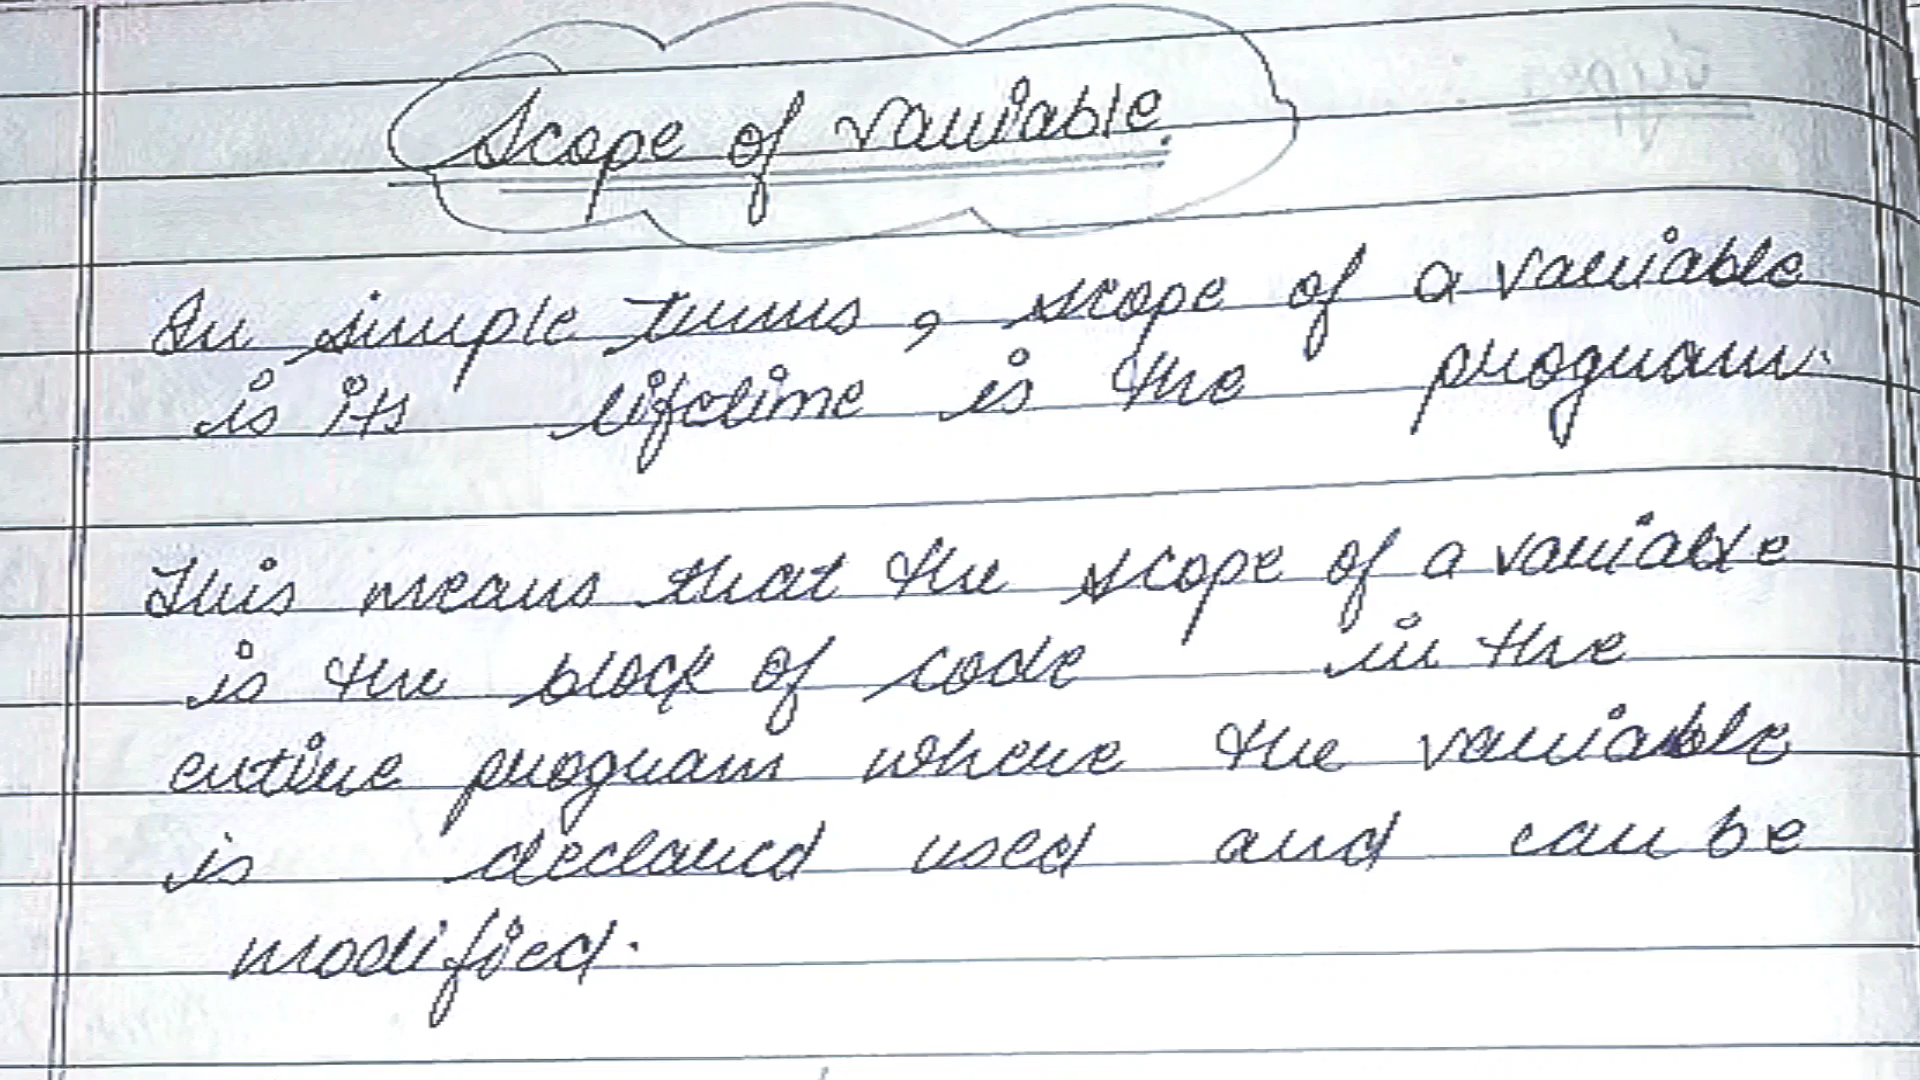 Scope of variable.
In simple terms, scope of a variable
is its lifetime is the program.
This means that the scope of a variable
is the block of code in the
entire program where the variable
is declared used and can be
modified.